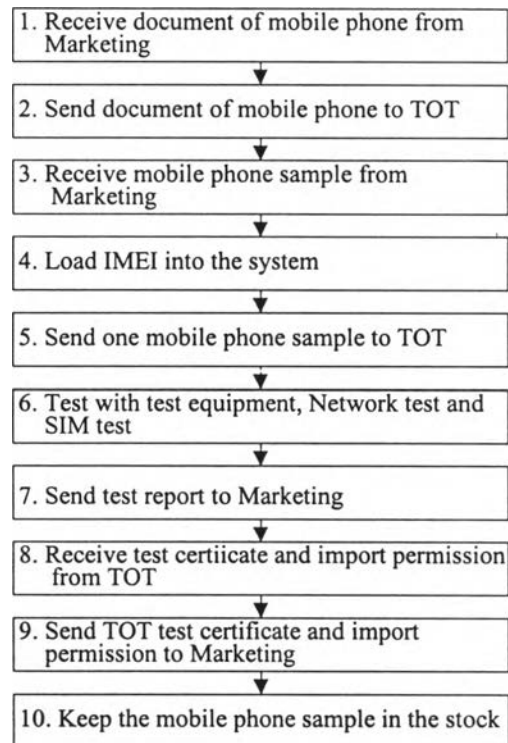 1. Receive document of mobile phone from
Marketing
2. Send document of mobile phone to TOT
3. Receive mobile phone sample from
Marketing
4. Load IMEI into the system
5. Send one mobile phone sample to TOT
6. Test with test equipment, Network test and
SIM test
7. Send test report to Marketing
8. Receive test certiicate and import permission
from TOT
9. Send TOT test certificate and import
permission to Marketing
10. Keep the mobile phone sample in the stock